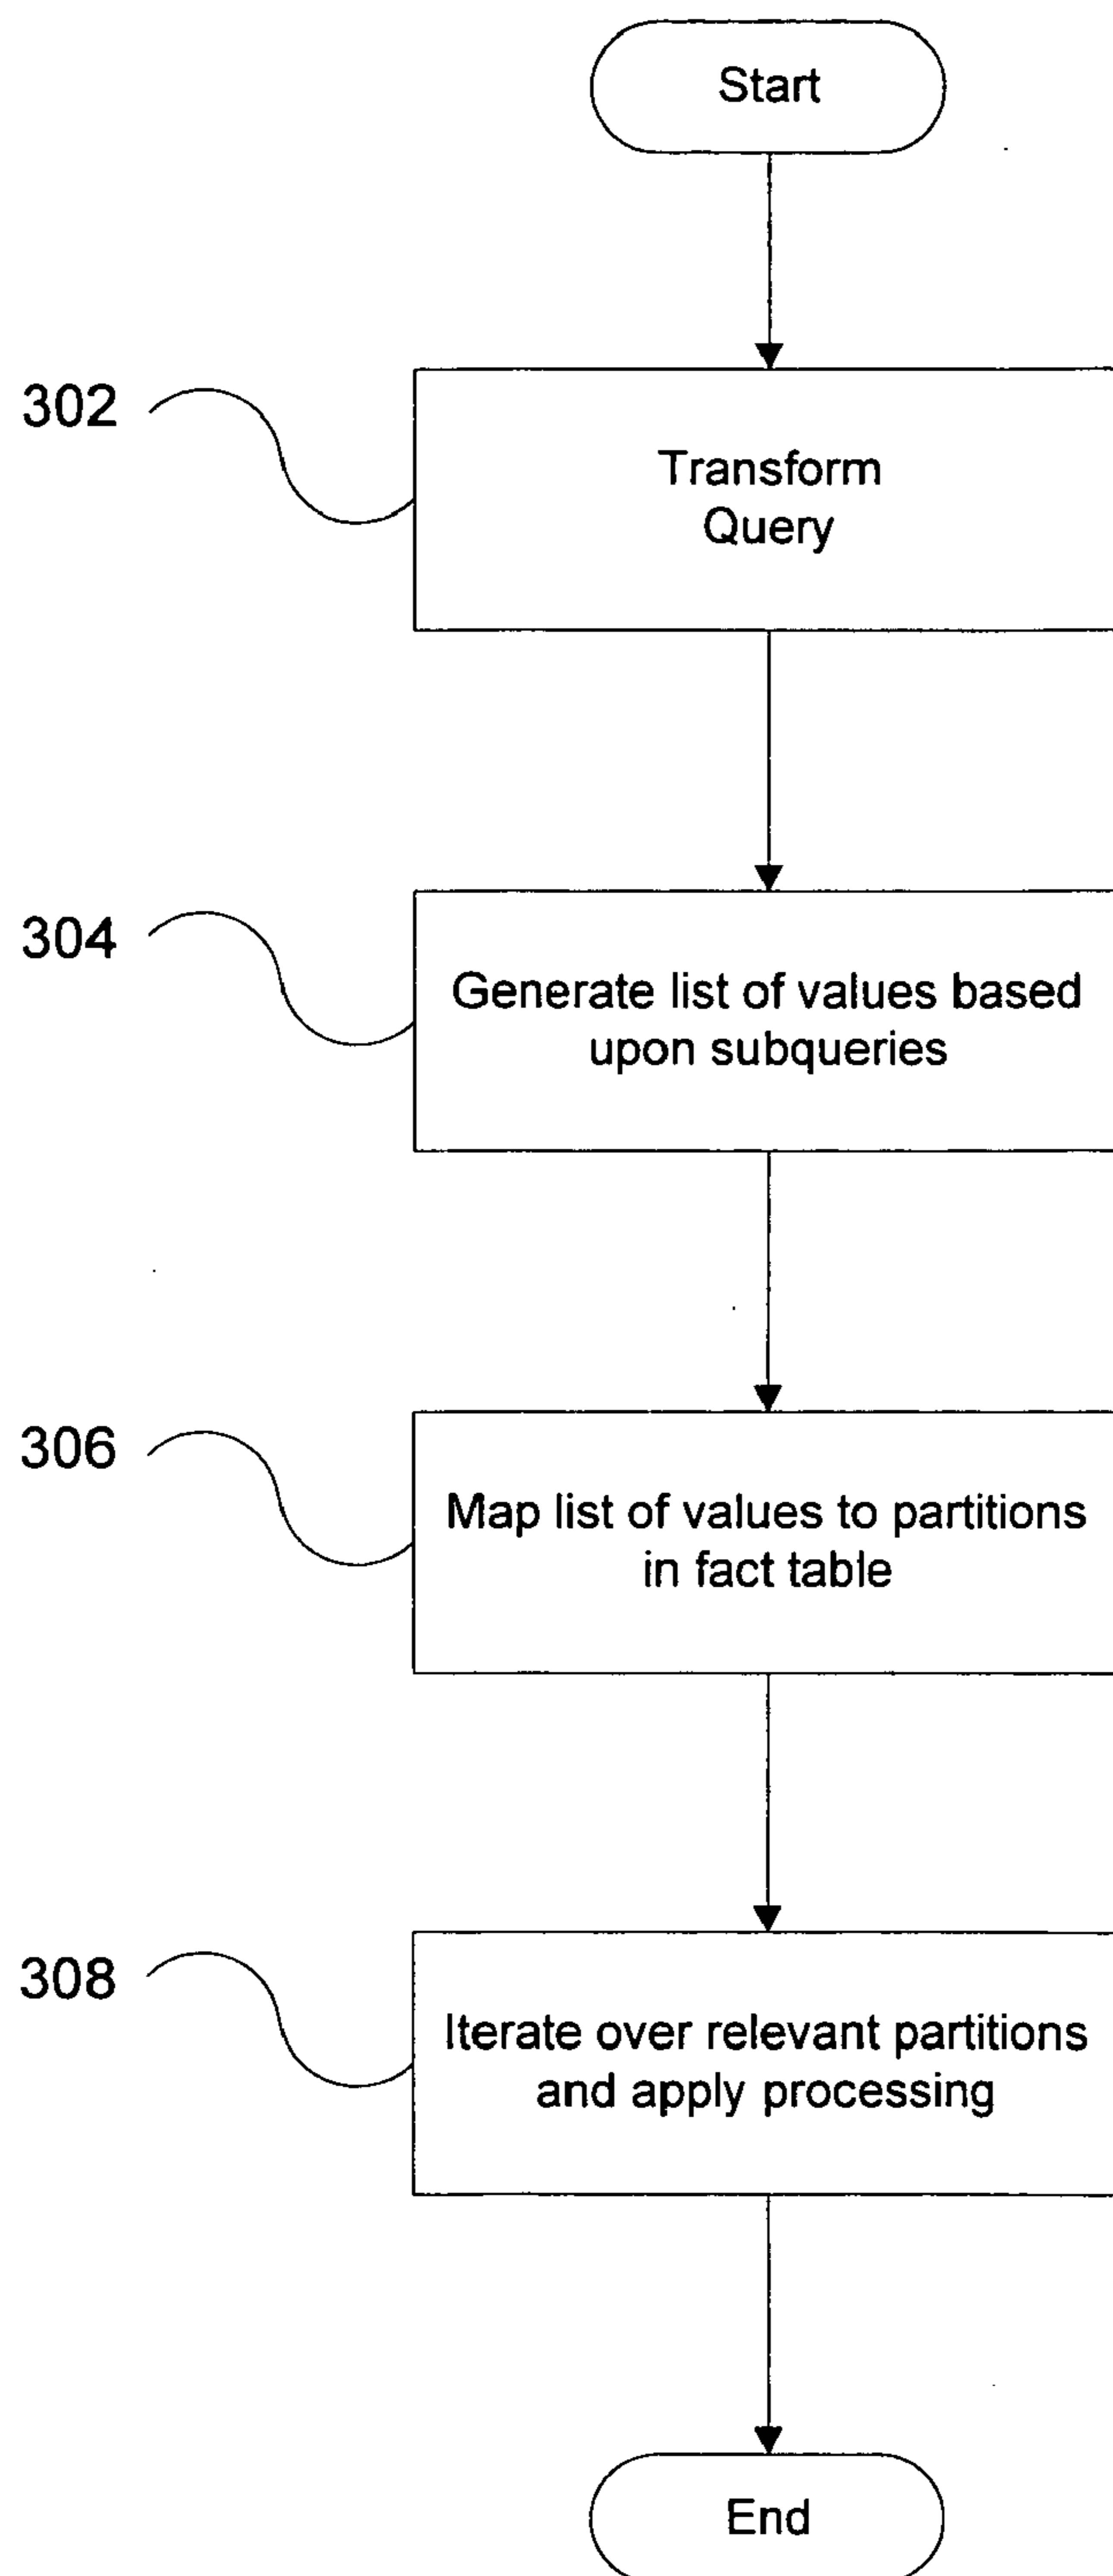 Start
302
Transform
Query
304
Generate list of values based
upon subqueries
306
Map list of values to partitions
in fact table
308
Iterate over relevant partitions
and apply processing
End